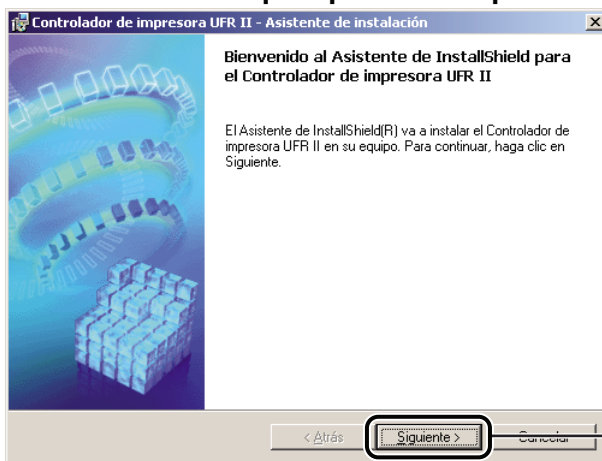 Controlador de impresora UFR II - Asistente de instalación
Bienvenido al Asistente de InstallShield para
el Controlador de impresora UFR II
El Asistente de InstallShield(R) va a instalar el Controlador de
impresora UFR II en su equipo. Para continuar, haga clic en
Siguiente.
< Atrás
Siguiente >
Cancelar